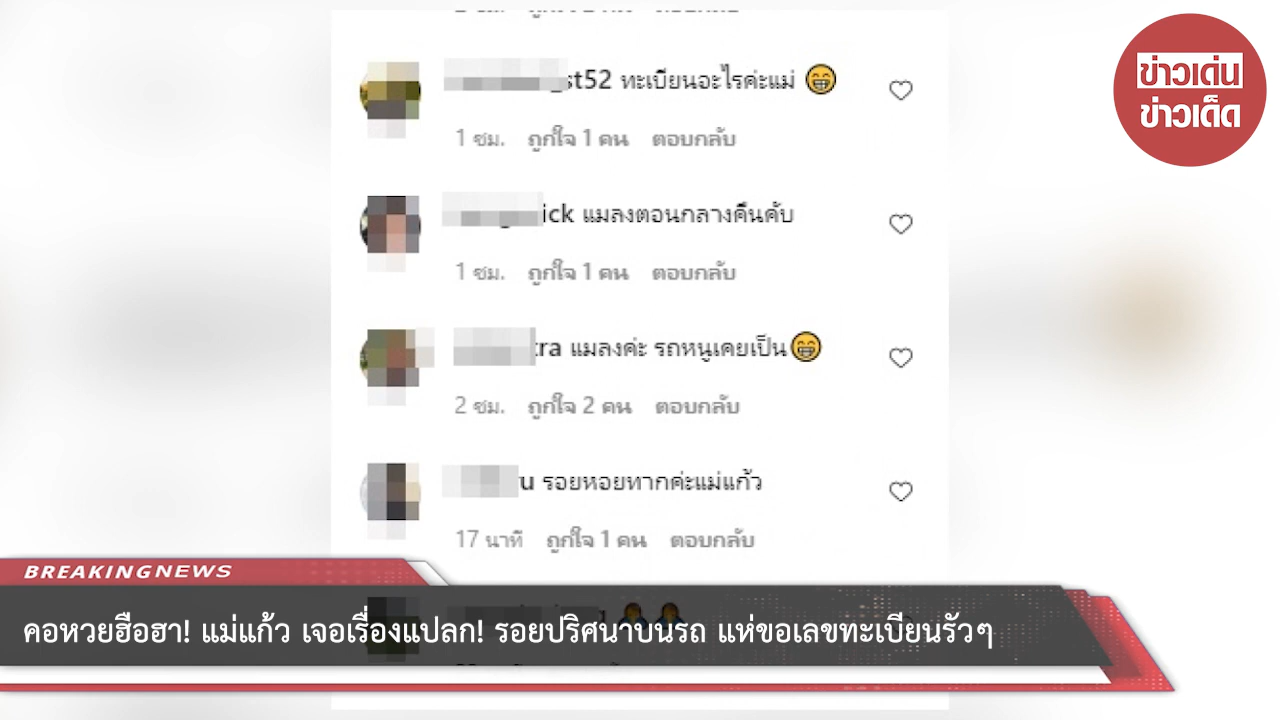 ข่าวเด่น
ข่าวเด็ด
st52 ทะเบียนอะไรค่ะแม่ 😁
1 ซม. ถูกใจ 1 คน ตอบกลับ
ick แมลงตอนกลางคืนคับ
1 ซม. ถูกใจ 1 คน ตอบกลับ
tra แมลงค่ะ รถหนูเคยเป็น😁
2 ซม. ถูกใจ 2 คน ตอบกลับ
u รอยหอยทากค่ะแม่แก้ว
17 นาที ถูกใจ 1 คน ตอบกลับ
BREAKINGNEWS
คอหวยฮือฮา! แม่แก้ว เจอเรื่องแปลก! รอยปริศนาบนรถ แห่ขอเลขทะเบียนรัวๆ